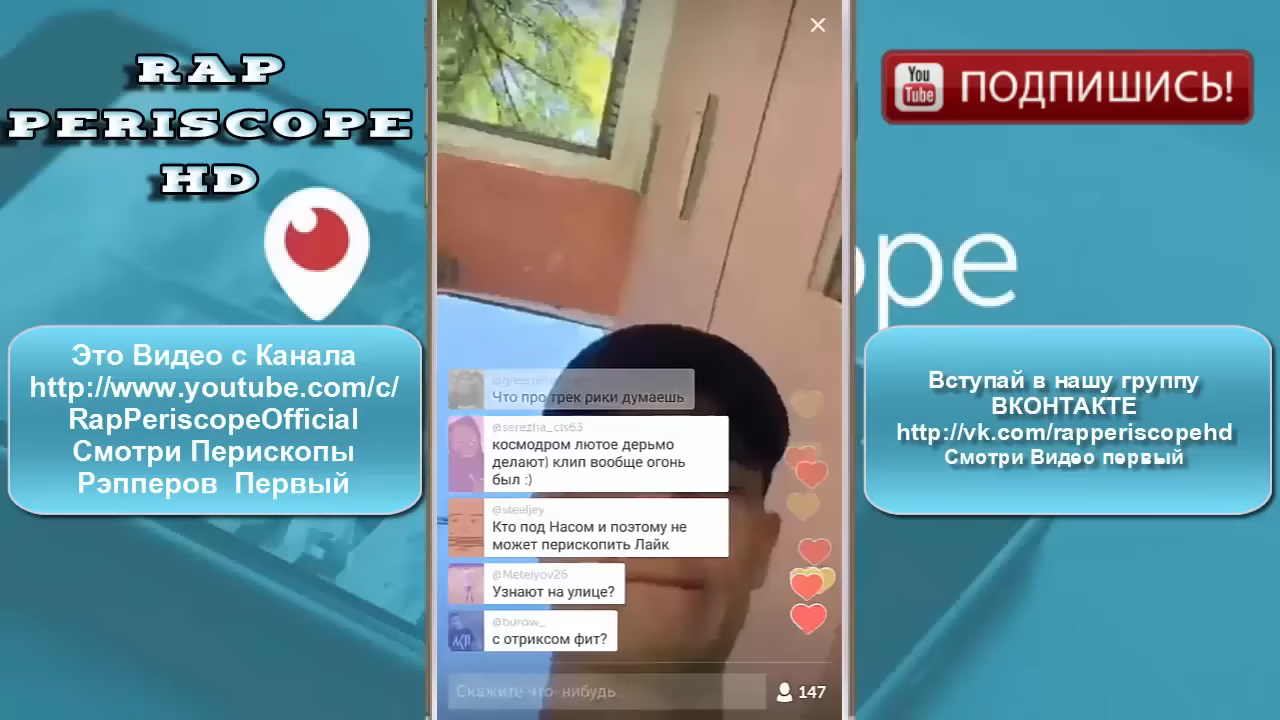 RAP
PERISCOPE
HD
Это Видео с Канала
http://www.youtube.com/c/
RapPeriscopeOfficial
Смотри Перископы
Рэпперов Первый
Что про трек рики думаешь
@serezha_cls63
космодром лютое дерьмо
делают) клип вообще огонь
был :)
@steeljey
Кто под Насом и поэтому не
может перископить Лайк
@Metelyov26
Узнают на улице?
@burow_
с отриксом фит?
Скажите что-нибудь..
147
You
Tube
ПОДПИШИСЬ!
ope
Вступай в нашу группу
ВКОНТАКТЕ
http://vk.com/rapperiscopehd
Смотри Видео первый